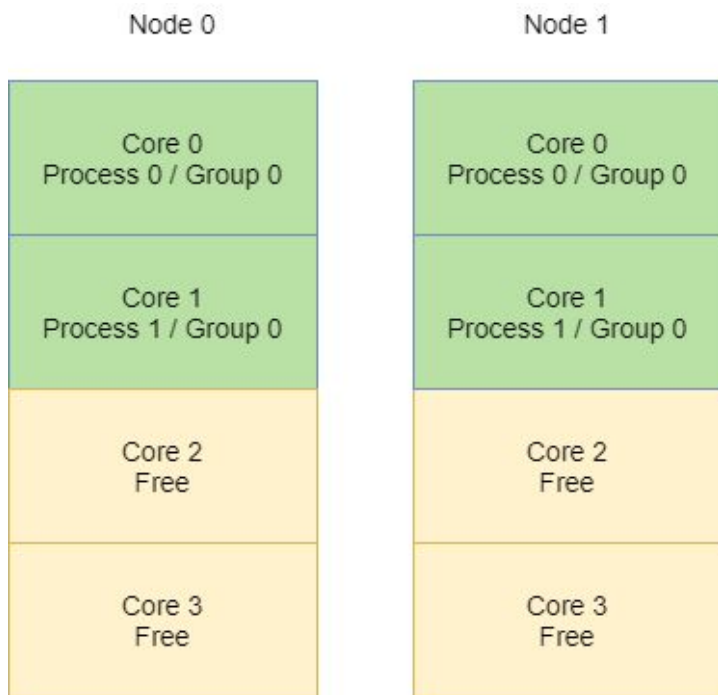 Node 0
Node 1
Core 0
Process 0 / Group 0
Core 0
Process 0 / Group 0
Core 1
Process 1 / Group 0
Core 1
Process 1 / Group 0
Core 2
Free
Core 2
Free
Core 3
Free
Core 3
Free